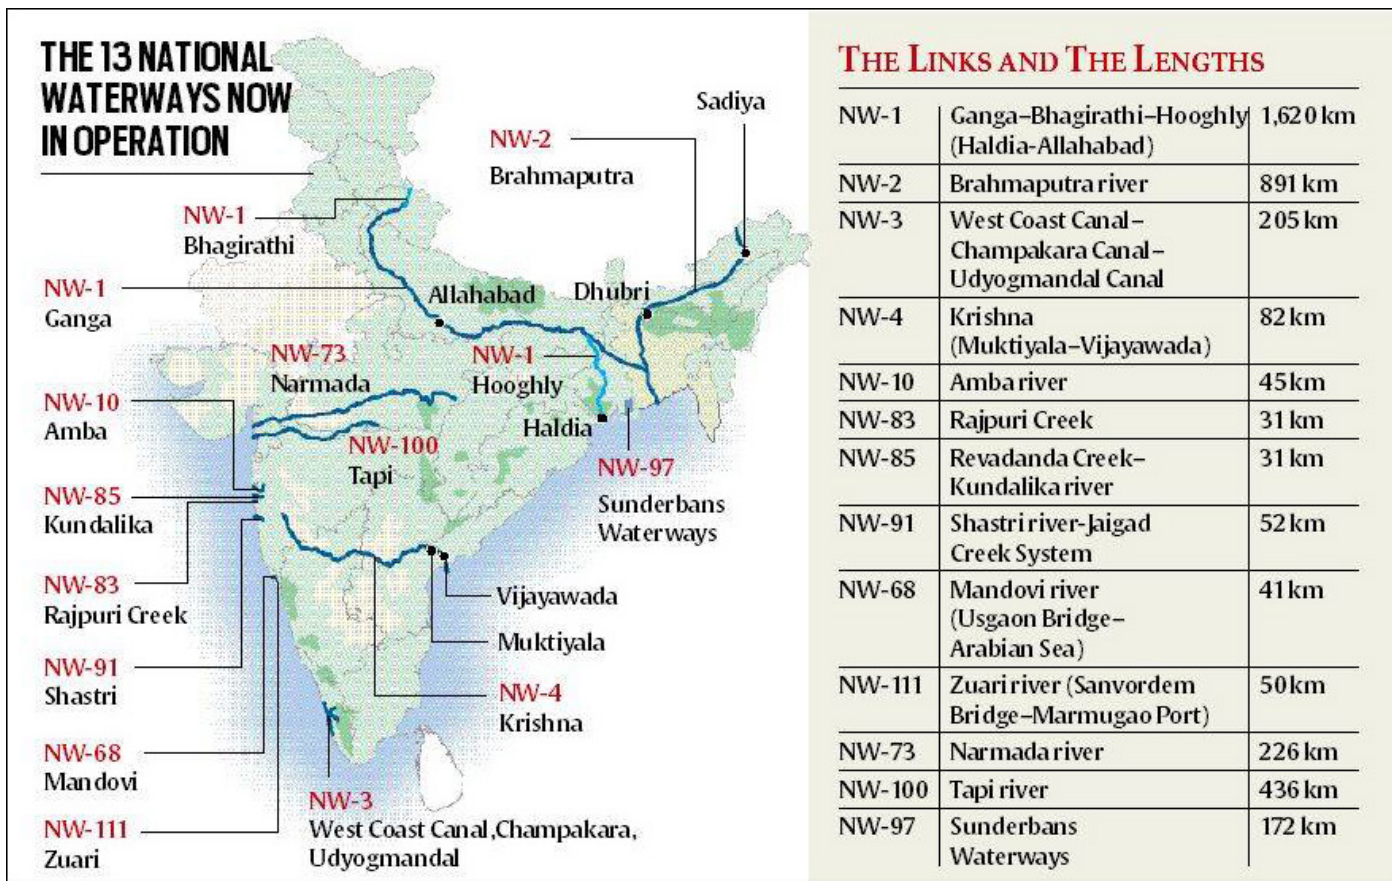 THE 13 NATIONAL
WATERWAYS NOW
IN OPERATION
Sadiya
NW-2
Brahmaputra
NW-1
Bhagirathi
NW-1
Ganga
Allahabad
Dhubri
NW-73
Narmada
NW-1
Hooghly
NW-10
Amba
Haldia
NW-100
Tapi
NW-97
Sunderbans
Waterways
NW-85
Kundalika
NW-83
Rajpuri Creek
Vijayawada
Muktiyala
NW-91
Shastri
NW-4
Krishna
NW-68
Mandovi
NW-3
West Coast Canal,Champakara,
Udyogmandal
NW-111
Zuari
THE LINKS AND THE LENGTHS
NW-1 Ganga–Bhagirathi–Hooghly 1,620 km
(Haldia-Allahabad)
NW-2 Brahmaputra river 891 km
NW-3 West Coast Canal– 205 km
Champakara Canal–
Udyogmandal Canal
NW-4 Krishna 82 km
(Muktiyala–Vijayawada)
NW-10 Amba river 45 km
NW-83 Rajpuri Creek 31 km
NW-85 Revadanda Creek– 31 km
Kundalika river
NW-91 Shastri river-Jaigad 52 km
Creek System
NW-68 Mandovi river 41 km
(Usgaon Bridge–
Arabian Sea)
NW-111 Zuari river (Sanvordem 50 km
Bridge–Marmugao Port)
NW-73 Narmada river 226 km
NW-100 Tapi river 436 km
NW-97 Sunderbans 172 km
Waterways